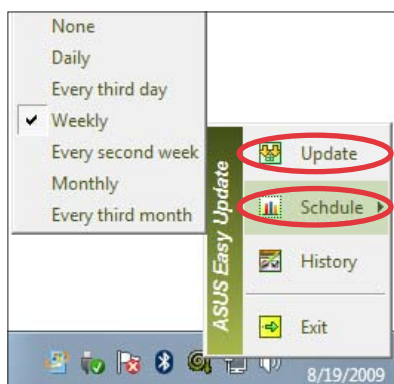 None
Daily
Every third day
Weekly
Every second week
Monthly
Every third month
ASUS Easy Update
Update
Schdule
History
Exit
8/19/2009